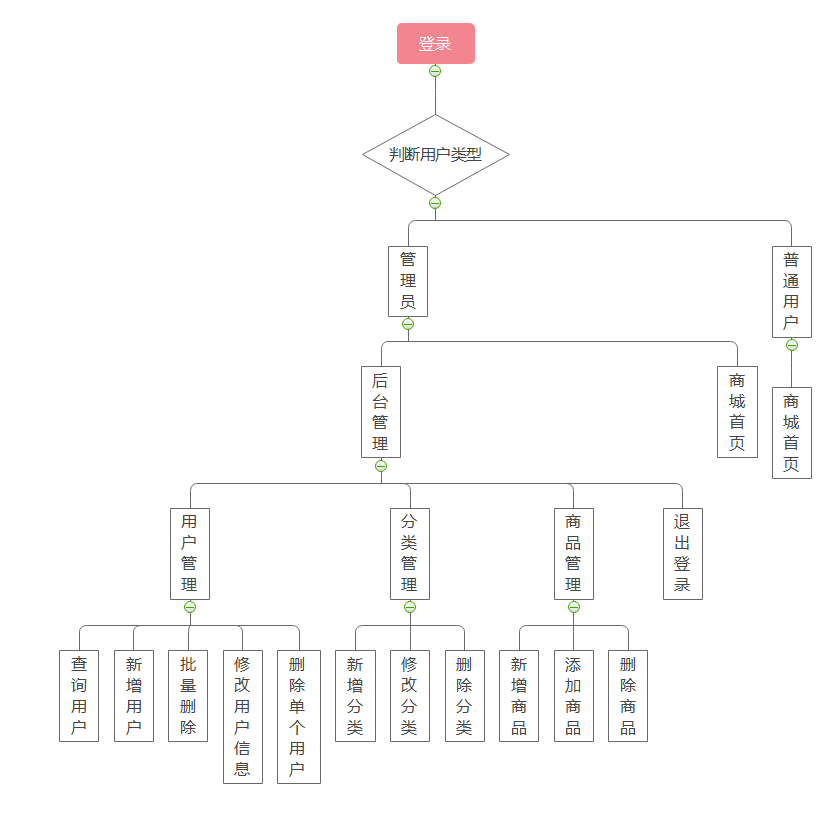 登录
判断用户类型
管理员
普通用户
后台管理
商城首页
商城首页
用户管理
分类管理
商品管理
退出登录
查询用户
新增用户
批量删除
修改用户信息
删除单个用户
新增分类
修改分类
删除分类
新增商品
添加商品
删除商品